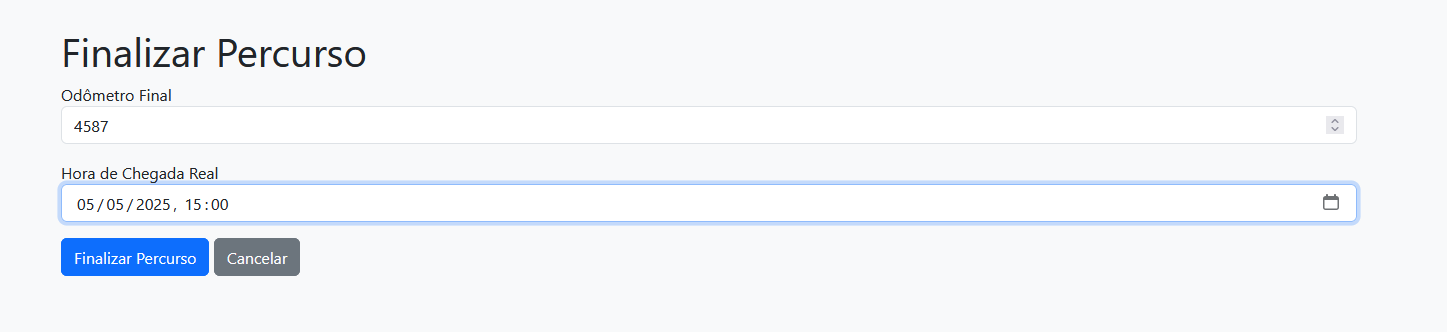 Finalizar Percurso
Odômetro Final
4587
Hora de Chegada Real
05/05/2025, 15:00
Finalizar Percurso Cancelar